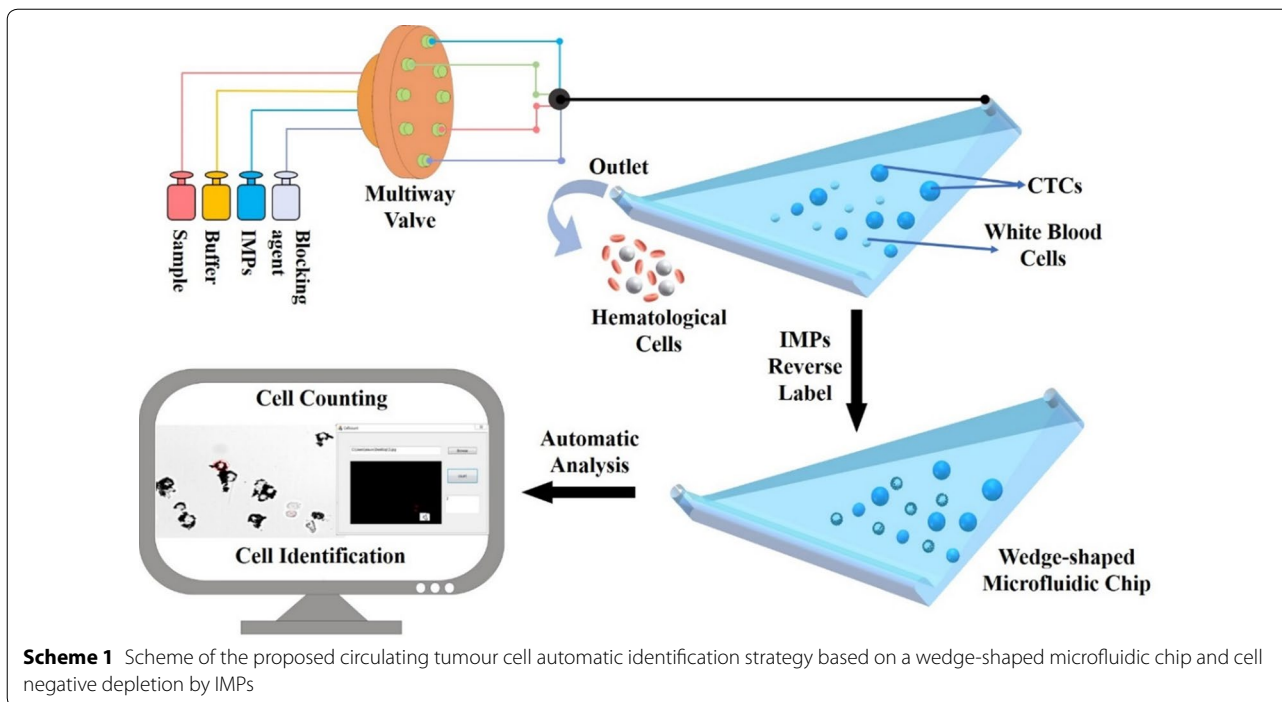 Multiway
Valve
Sample
Buffer
IMPs
Blocking
agent
Outlet
CTCs
White Blood
Cells
Hematological
Cells
IMPs
Reverse
Label
Wedge-shaped
Microfluidic Chip
Automatic
Analysis
Cell Counting
Cell Identification
Scheme 1 Scheme of the proposed circulating tumour cell automatic identification strategy based on a wedge-shaped microfluidic chip and cell
negative depletion by IMPs